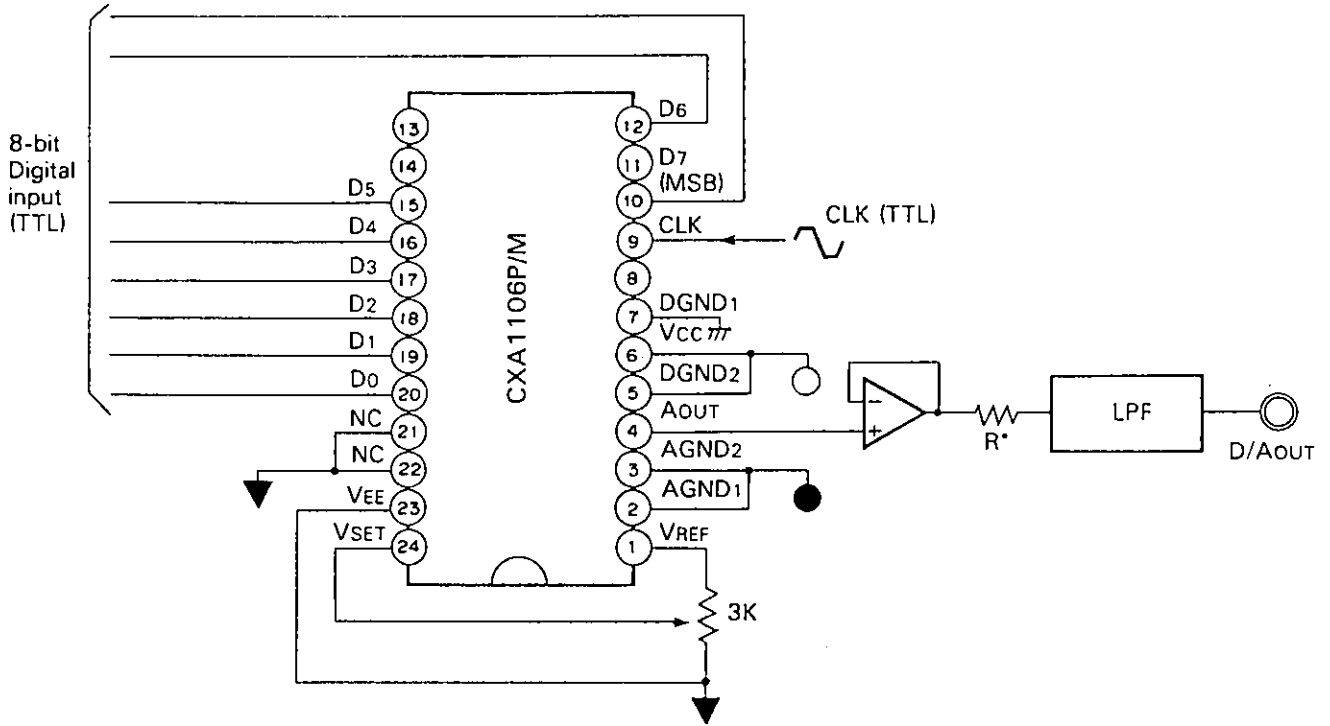 8-bit
Digital
input
(TTL)
D5
D4
D3
D2
D1
D0
NC
NC
VEE
VSET
13
14
15
16
17
18
19
20
21
22
23
24
CXA1106P/M
12
11
10
9
8
7
6
5
4
3
2
1
D6
D7
(MSB)
CLK
DGND1
VCC
DGND2
AOUT
AGND2
AGND1
VREF
CLK (TTL)
3K
R*
LPF
D/AOUT